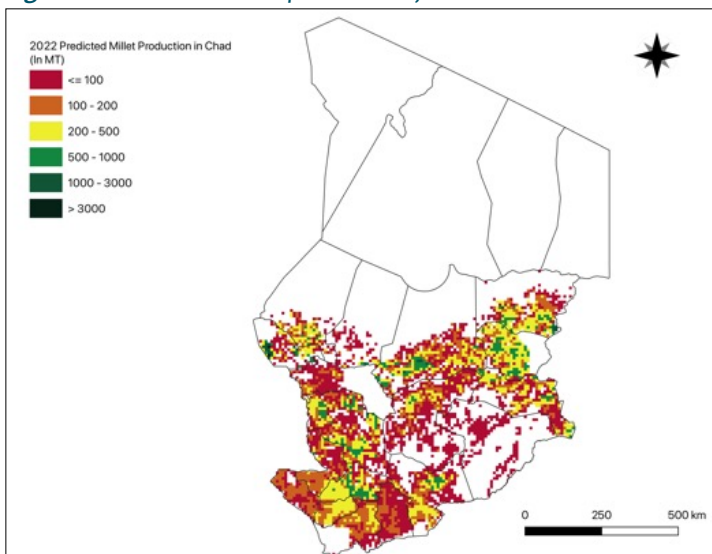 2022 Predicted Millet Production in Chad
(In MT)
<= 100
100 - 200
200 - 500
500 - 1000
1000 - 3000
> 3000
0 250 500 km